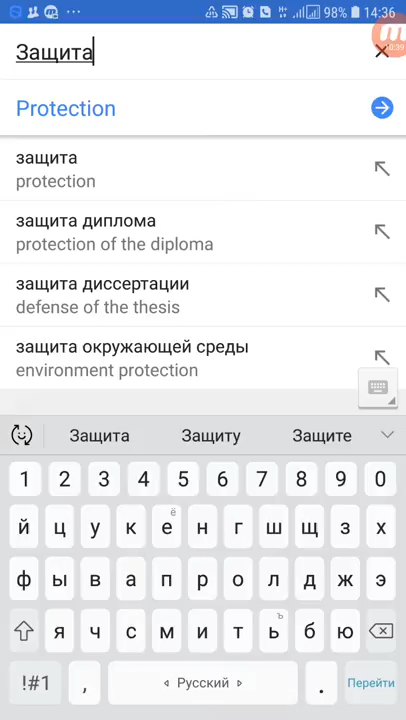 98% 14:36
Защита
10:39
Protection
защита
protection
защита диплома
protection of the diploma
защита диссертации
defense of the thesis
защита окружающей среды
environment protection
Защита Защиту Защите
1 2 3 4 5 6 7 8 9 0
ё
й ц у к е н г ш щ з х
ф ы в а п р о л д ж э
ъ
я ч с м и т ь б ю
!#1 , Русский . Перейти